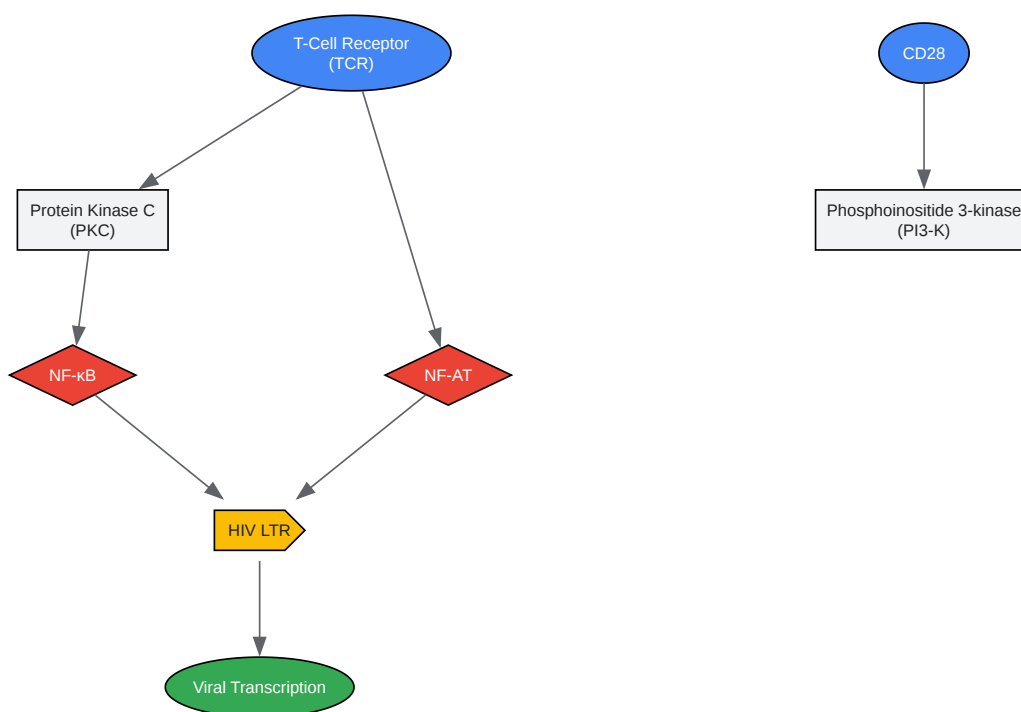 T-Cell Receptor
(TCR)
CD28
Protein Kinase C
(PKC)
Phosphoinositide 3-kinase
(PI3-K)
NF-κB
NF-AT
HIV LTR
Viral Transcription